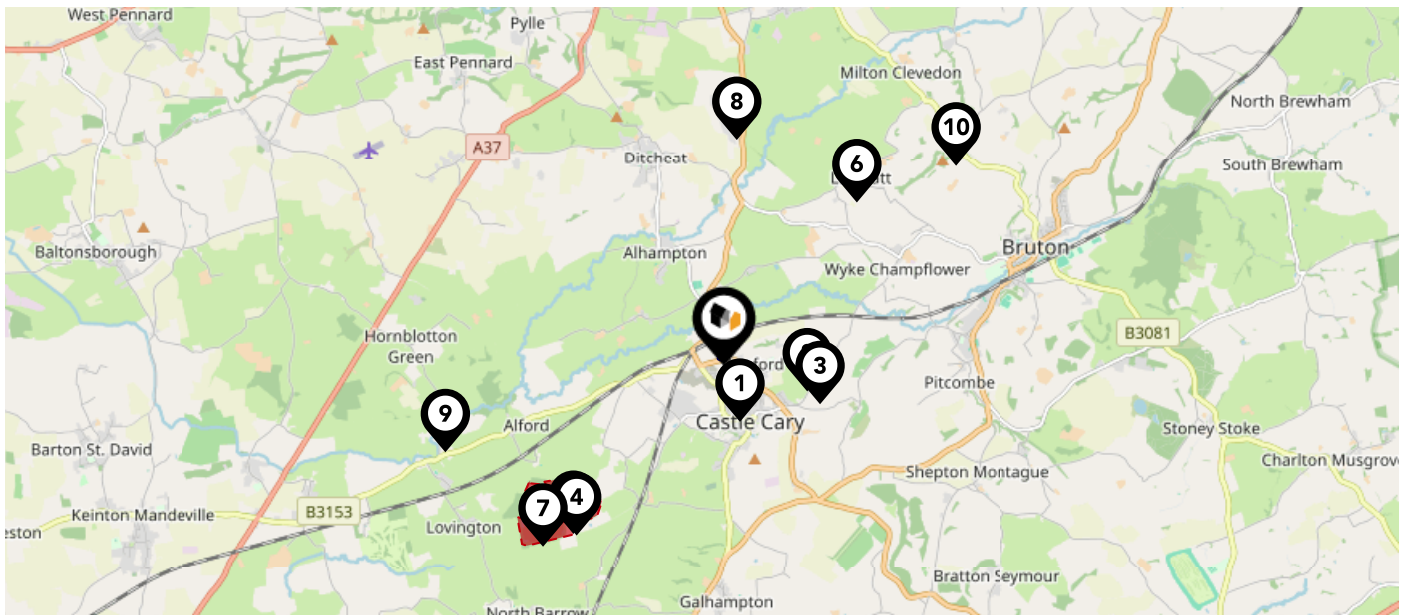 West Pennard
Pylle
East Pennard
Milton Clevedon
8
North Brewham
10
A37
Ditcheat
6
South Brewham
Baltonsborough
Alhampton
Bruton
Wyke Champflower
Hornblotton
Green
B3081
3
1
Pitcombe
9
Alford
Castle Cary
Stoney Stoke
Barton St. David
Charlton Musgrov
Shepton Montague
4
7
B3153
Keinton Mandeville
Lovington
eston
Bratton Seymour
Galhampton
North Barrow